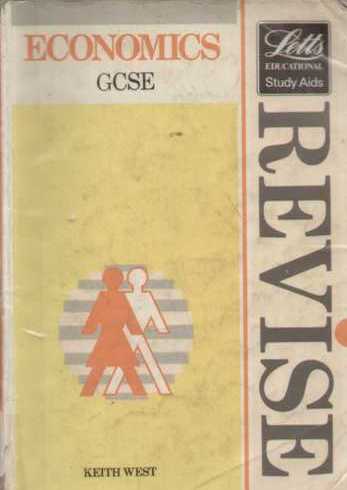 ECONOMICS
GCSE
Letts
EDUCATIONAL
Study Aids
REVISE
KEITH WEST